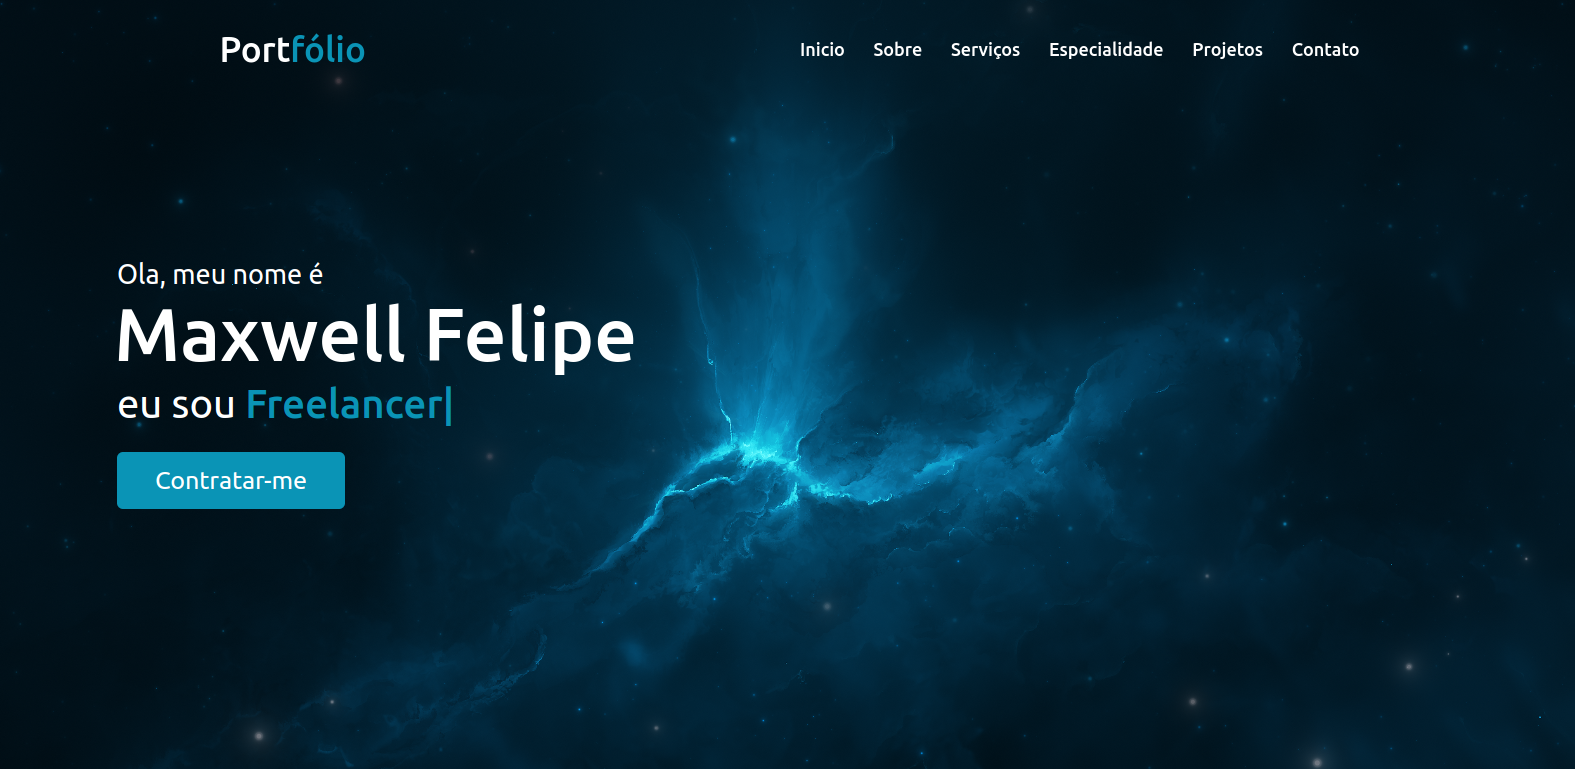 Portfólio
Inicio Sobre Serviços Especialidade Projetos Contato
Ola, meu nome é
Maxwell Felipe
eu sou Freelancer|
Contratar-me